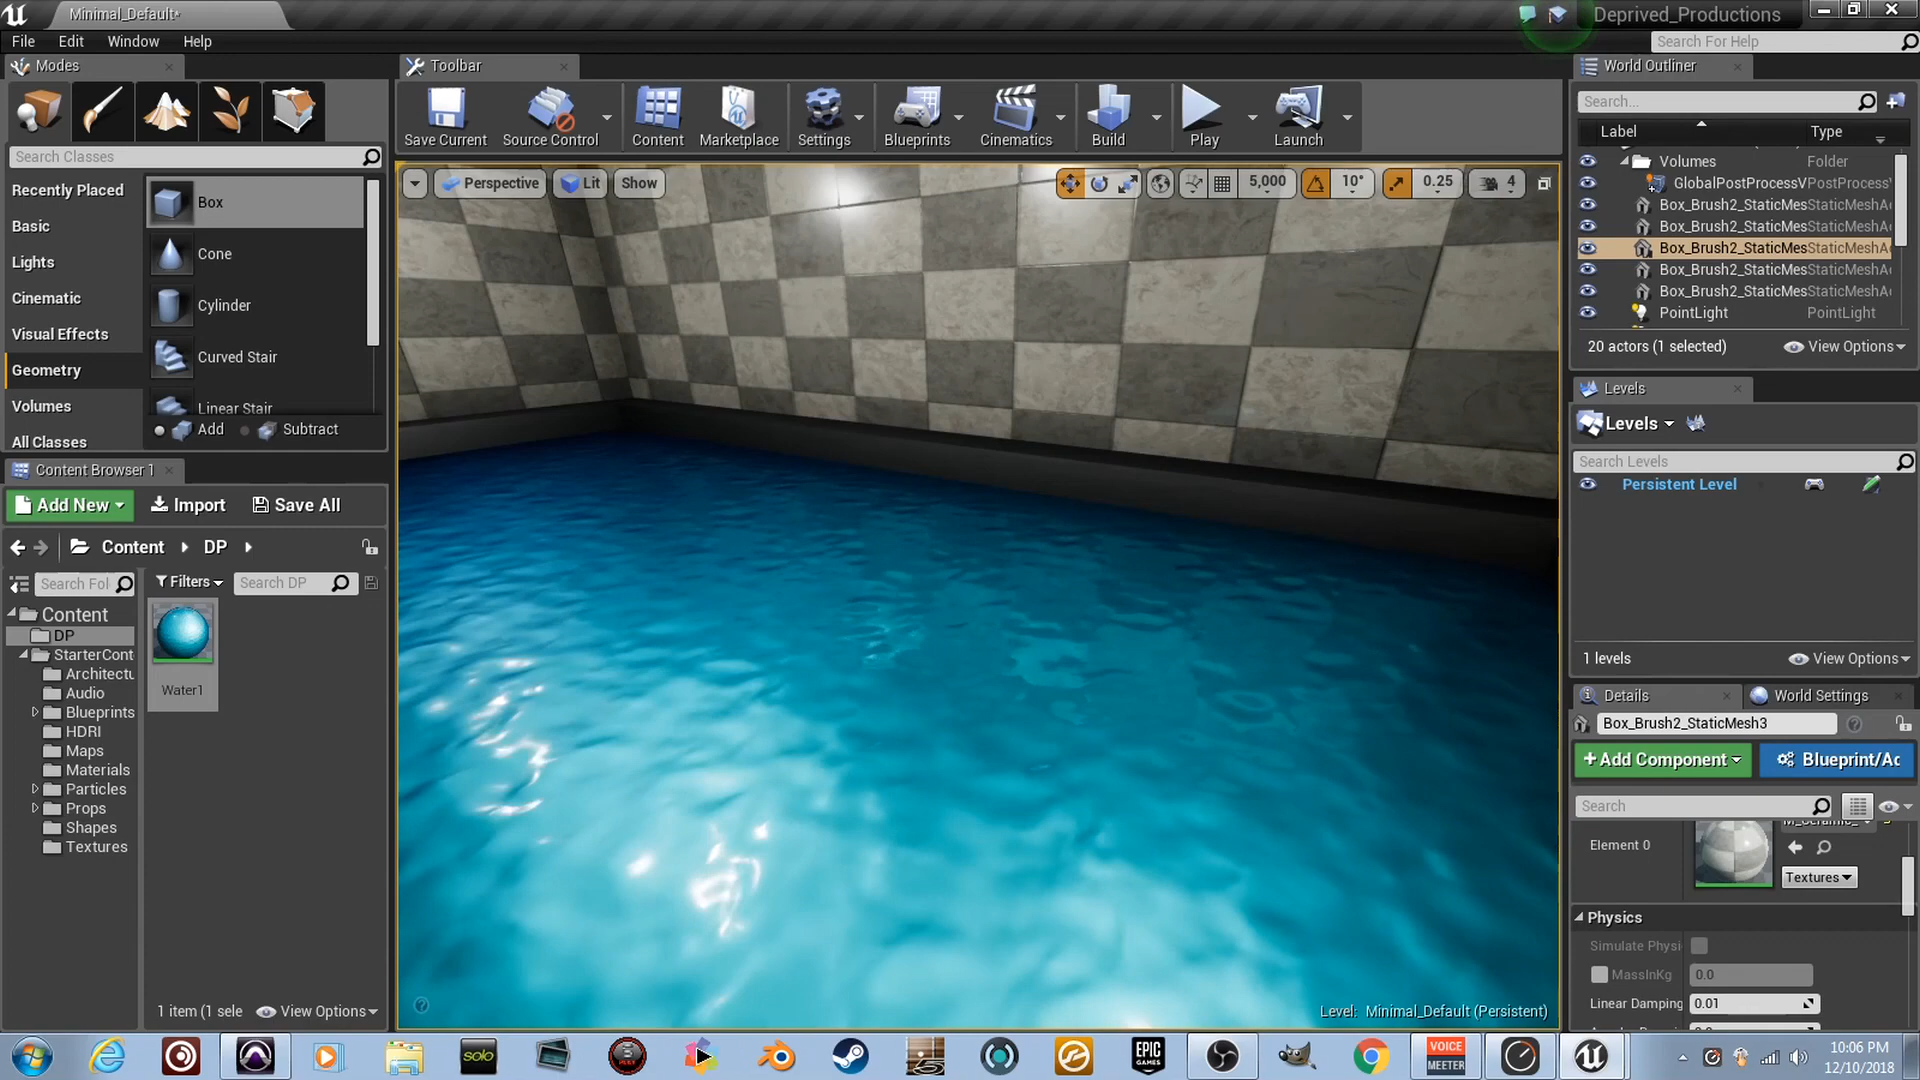 Minimal_Default*
Deprived_Productions
File Edit Window Help
Search For Help
Modes
Toolbar
World Outliner
Save Current
Source Control
Content
Marketplace
Settings
Blueprints
Cinematics
Build
Play
Launch
Search...
Label Type
Search Classes
Recently Placed
Basic
Lights
Cinematic
Visual Effects
Geometry
Volumes
All Classes
Box
Cone
Cylinder
Curved Stair
Linear Stair
Add Subtract
Perspective Lit Show
5,000 10° 0.25 4
Volumes Folder
GlobalPostProcessV PostProcessV
Box_Brush2_StaticMes StaticMeshA
Box_Brush2_StaticMes StaticMeshA
Box_Brush2_StaticMes StaticMeshA
Box_Brush2_StaticMes StaticMeshA
Box_Brush2_StaticMes StaticMeshA
PointLight PointLight
20 actors (1 selected) View Options
Levels
Levels
Search Levels
Persistent Level
1 levels View Options
Content Browser 1
Add New Import Save All
Content DP
Search Fol
Filters Search DP
Content
DP
StarterCont
Architectu
Audio
Blueprints
HDRI
Maps
Materials
Particles
Props
Shapes
Textures
Water1
1 item (1 sele View Options
Details World Settings
Box_Brush2_StaticMesh3
+Add Component Blueprint/Ac
Search
Element 0
M_Ceramic_
Textures
Physics
Simulate Physi
MassInKg 0.0
Linear Damping 0.01
Level: Minimal_Default (Persistent)
solo
EPIC GAMES
VOICE MEETER
10:06 PM
12/10/2018